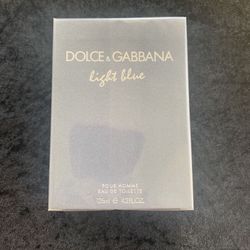 DOLCE & GABBANA
light blue
POUR HOMME
EAU DE TOILETTE
125ml ℮ 4.2FL.OZ.